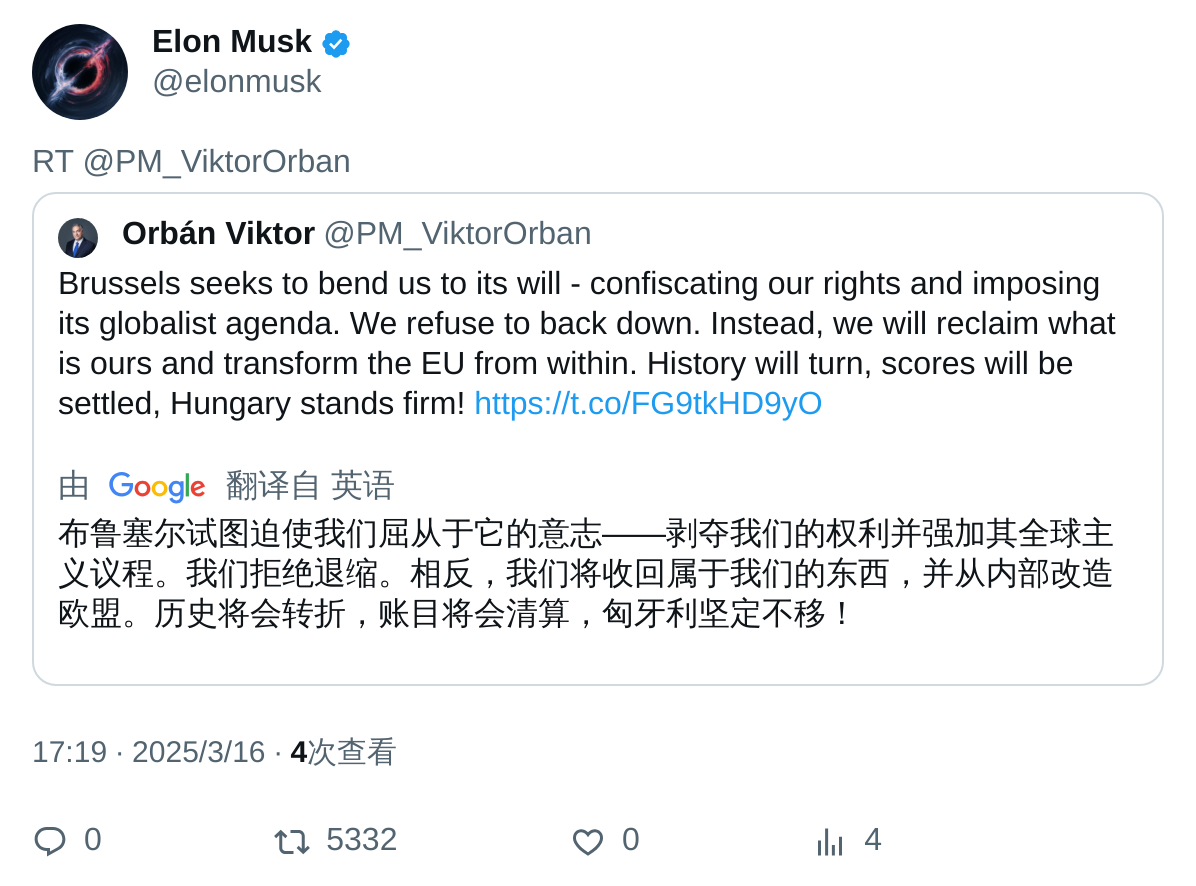 Elon Musk
@elonmusk
RT @PM_ViktorOrban
Orbán Viktor @PM_ViktorOrban
Brussels seeks to bend us to its will - confiscating our rights and imposing
its globalist agenda. We refuse to back down. Instead, we will reclaim what
is ours and transform the EU from within. History will turn, scores will be
settled, Hungary stands firm! https://t.co/FG9tkHD9yO
由 Google 翻译自 英语
布鲁塞尔试图迫使我们屈从于它的意志——剥夺我们的权利并强加其全球主
义议程。我们拒绝退缩。相反，我们将收回属于我们的东西，并从内部改造
欧盟。历史将会转折，账目将会清算，匈牙利坚定不移！
17:19 · 2025/3/16 · 4次查看
0 5332 0 4